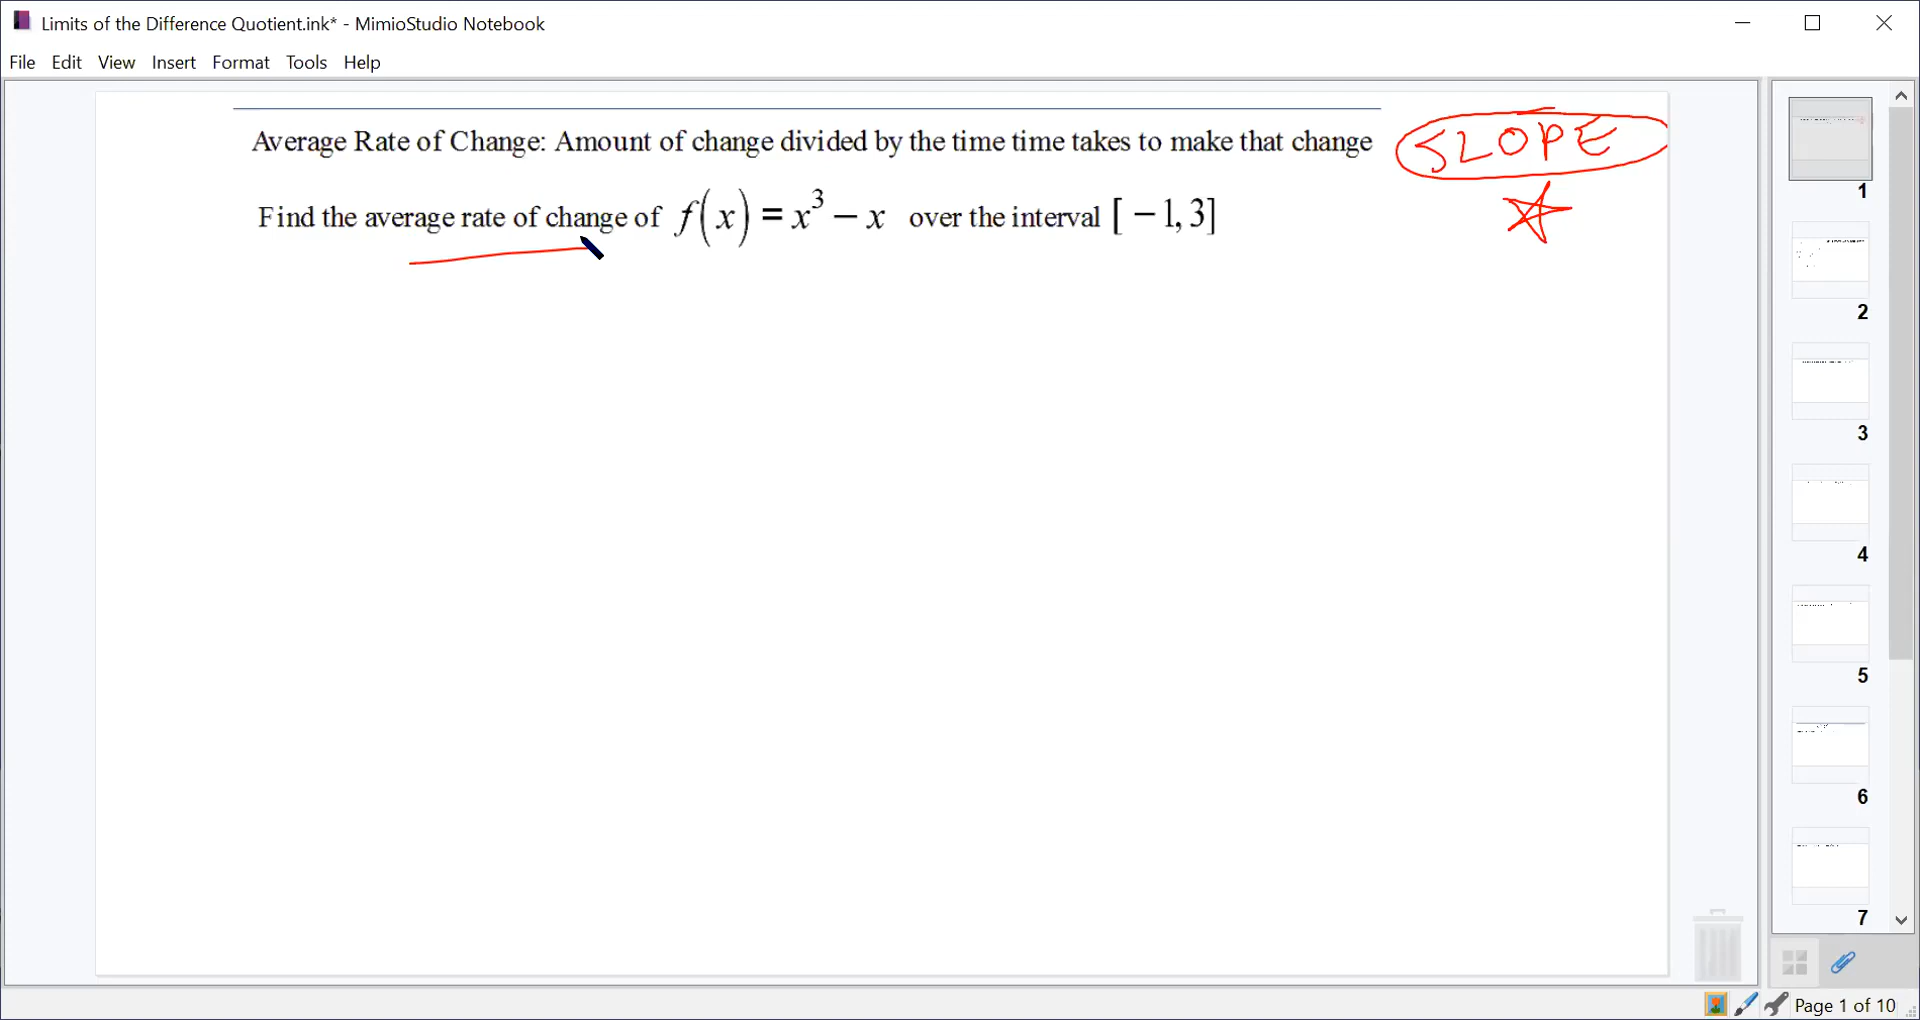 Limits of the Difference Quotient.ink* - MimioStudio Notebook
File Edit View Insert Format Tools Help
Average Rate of Change: Amount of change divided by the time time takes to make that change
SLOPE
Find the average rate of change of f(x) = x³ − x over the interval [ −1, 3]
1
2
3
4
5
6
7
Page 1 of 10